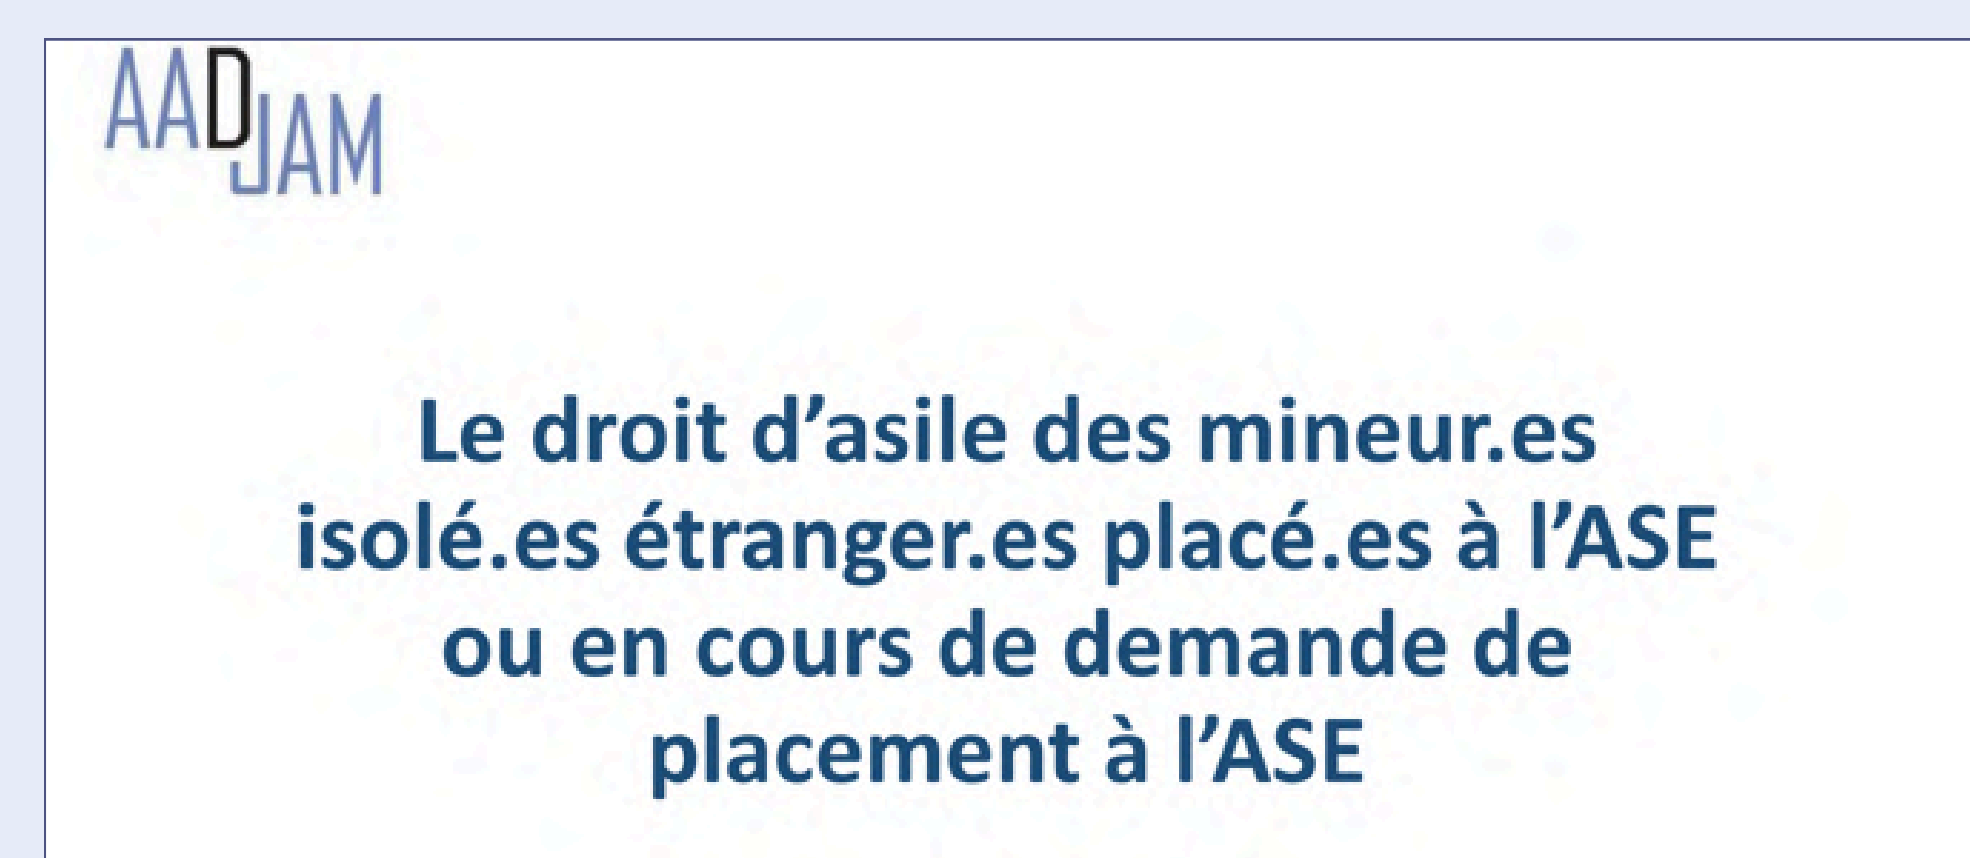 AADJAM
Le droit d’asile des mineur.es
isolé.es étranger.es placé.es à l’ASE
ou en cours de demande de
placement à l’ASE